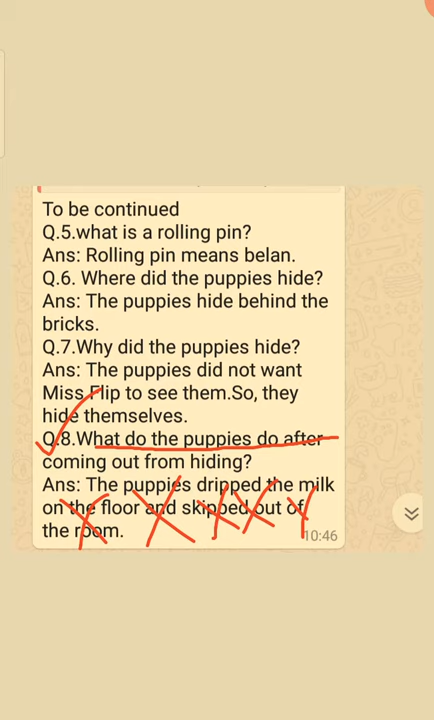 To be continued
Q.5.what is a rolling pin?
Ans: Rolling pin means belan.
Q.6. Where did the puppies hide?
Ans: The puppies hide behind the
bricks.
Q.7.Why did the puppies hide?
Ans: The puppies did not want
Miss Flip to see them.So, they
hide themselves.
Q.8.What do the puppies do after
coming out from hiding?
Ans: The puppies dripped the milk
on the floor and skipped out of
the room.
10:46